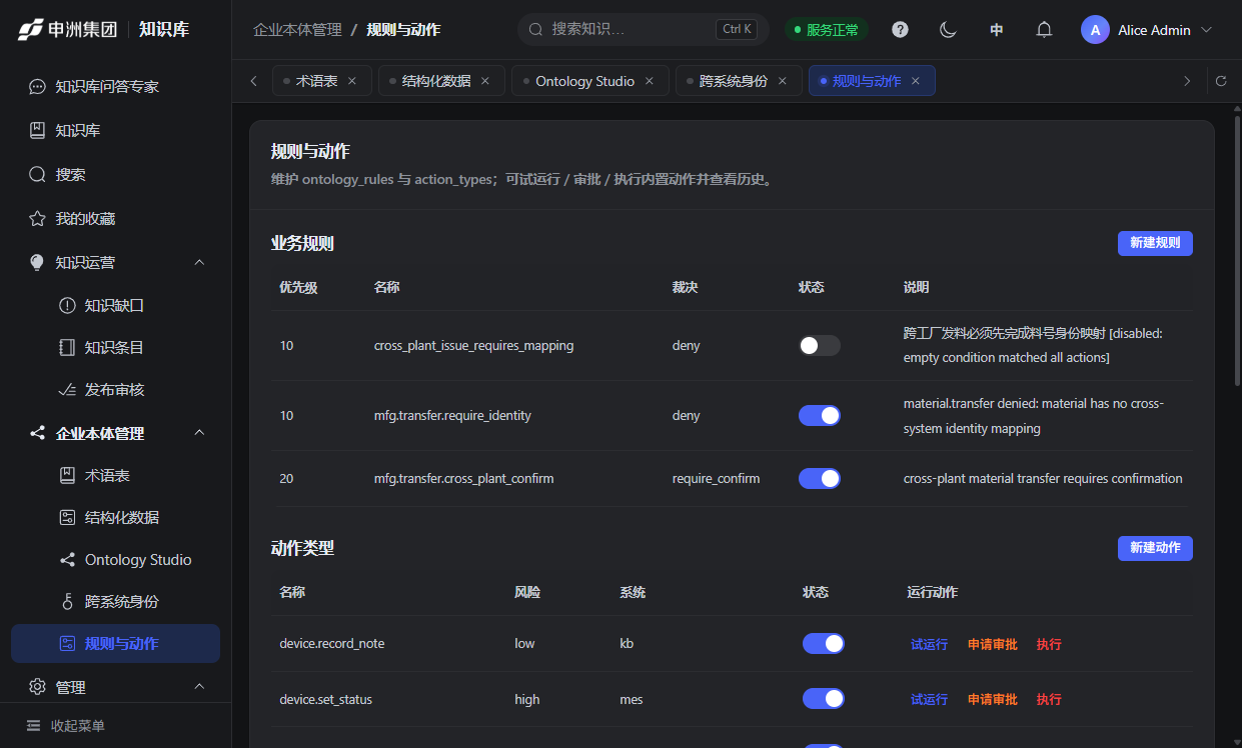 申洲集团 知识库
企业本体管理 / 规则与动作
搜索知识... Ctrl K
服务正常
中
A Alice Admin
术语表
结构化数据
Ontology Studio
跨系统身份
规则与动作
知识库问答专家
知识库
搜索
我的收藏
知识运营
知识缺口
知识条目
发布审核
企业本体管理
术语表
结构化数据
Ontology Studio
跨系统身份
规则与动作
管理
收起菜单
规则与动作
维护 ontology_rules 与 action_types；可试运行 / 审批 / 执行内置动作并查看历史。
业务规则 新建规则
优先级 名称 裁决 状态 说明
10 cross_plant_issue_requires_mapping deny 跨工厂发料必须先完成料号身份映射 [disabled:
empty condition matched all actions]
10 mfg.transfer.require_identity deny material.transfer denied: material has no cross-
system identity mapping
20 mfg.transfer.cross_plant_confirm require_confirm cross-plant material transfer requires confirmation
动作类型 新建动作
名称 风险 系统 状态 运行动作
device.record_note low kb 试运行 申请审批 执行
device.set_status high mes 试运行 申请审批 执行